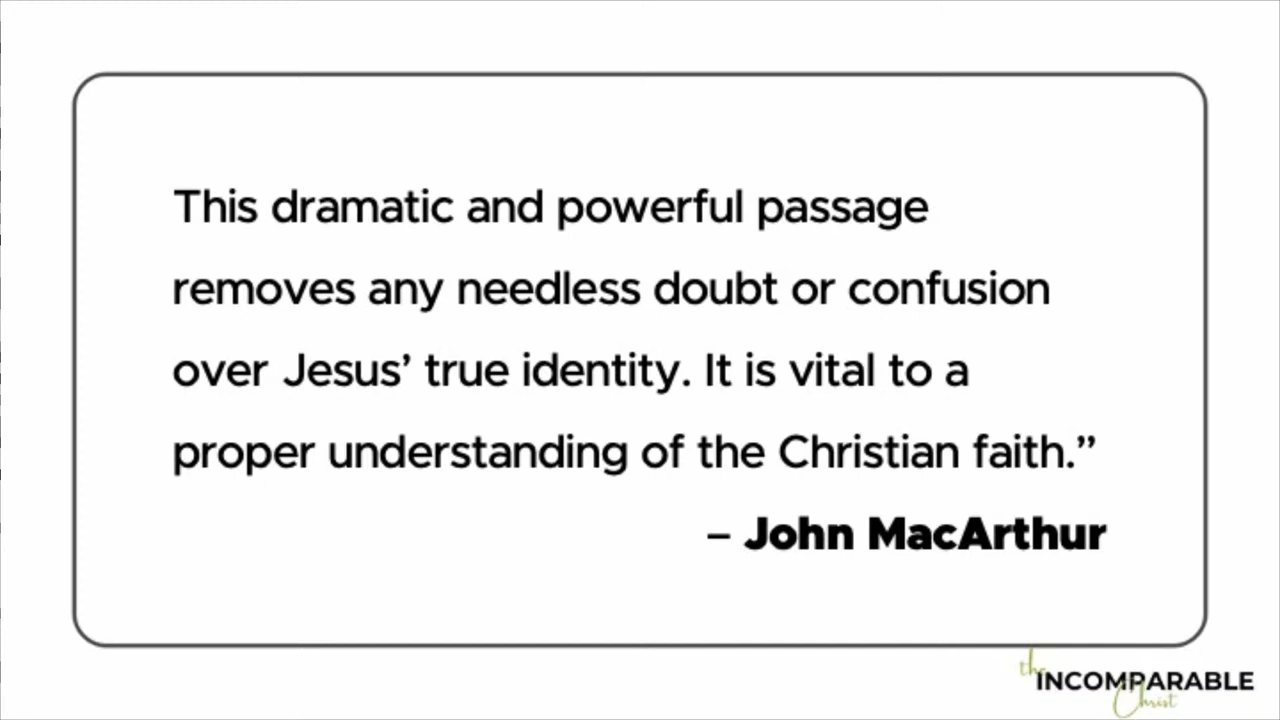 This dramatic and powerful passage
removes any needless doubt or confusion
over Jesus’ true identity. It is vital to a
proper understanding of the Christian faith.”
– John MacArthur
the
INCOMPARABLE
Christ